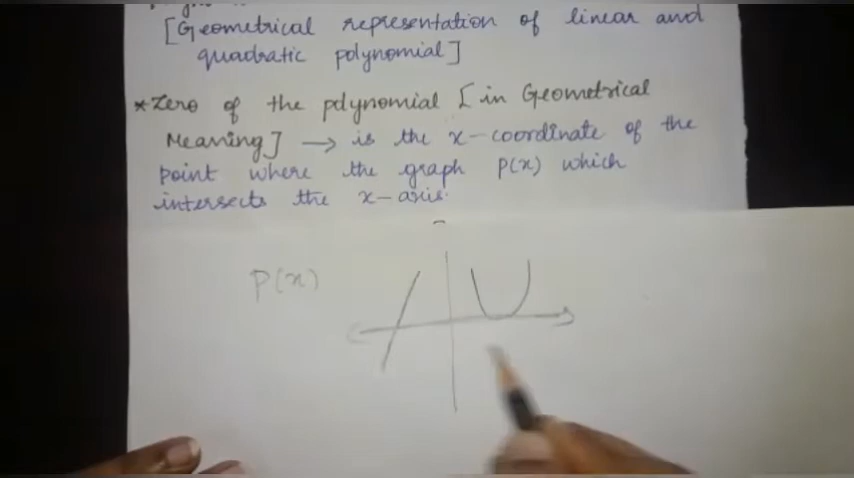 [Geometrical representation of linear and
quadratic polynomial]
*Zero of the polynomial [in Geometrical
Meaning] → is the x-coordinate of the
point where the graph P(x) which
intersects the x-axis.
P(x)